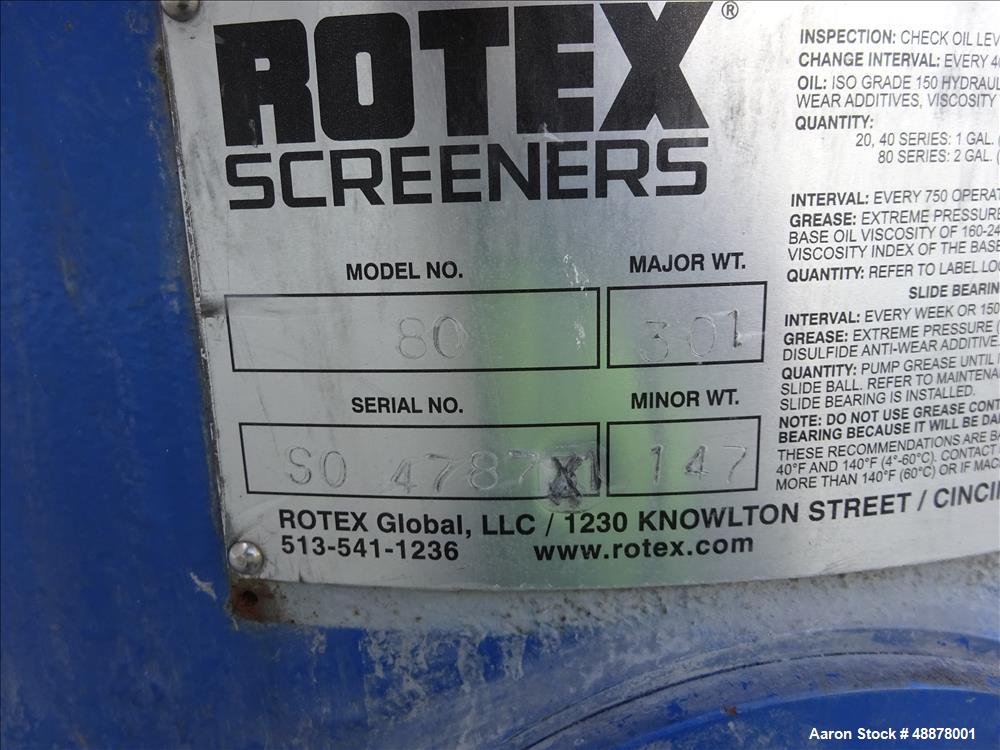 ROTEX®
SCREENERS
MODEL NO.
MAJOR WT.
80
301
SERIAL NO.
MINOR WT.
SO 4787
147
ROTEX Global, LLC / 1230 KNOWLTON STREET / CINCI
513-541-1236
www.rotex.com
INSPECTION: CHECK OIL LEV
CHANGE INTERVAL: EVERY 40
OIL: ISO GRADE 150 HYDRAUL
WEAR ADDITIVES, VISCOSITY
QUANTITY:
20, 40 SERIES: 1 GAL. (
80 SERIES: 2 GAL. (
INTERVAL: EVERY 750 OPERAT
GREASE: EXTREME PRESSURE
BASE OIL VISCOSITY OF 160-24
VISCOSITY INDEX OF THE BASE
QUANTITY: REFER TO LABEL LOC
SLIDE BEARIN
INTERVAL: EVERY WEEK OR 150
GREASE: EXTREME PRESSURE (
DISULFIDE ANTI-WEAR ADDITIVE.
QUANTITY: PUMP GREASE UNTIL
SLIDE BALL. REFER TO MAINTENA
SLIDE BEARING IS INSTALLED.
NOTE: DO NOT USE GREASE CONT
BEARING BECAUSE IT WILL BE DA
THESE RECOMMENDATIONS ARE B
40°F AND 140°F (4°-60°C). CONTACT
MORE THAN 140°F (60°C) OR IF MAC
Aaron Stock # 48878001